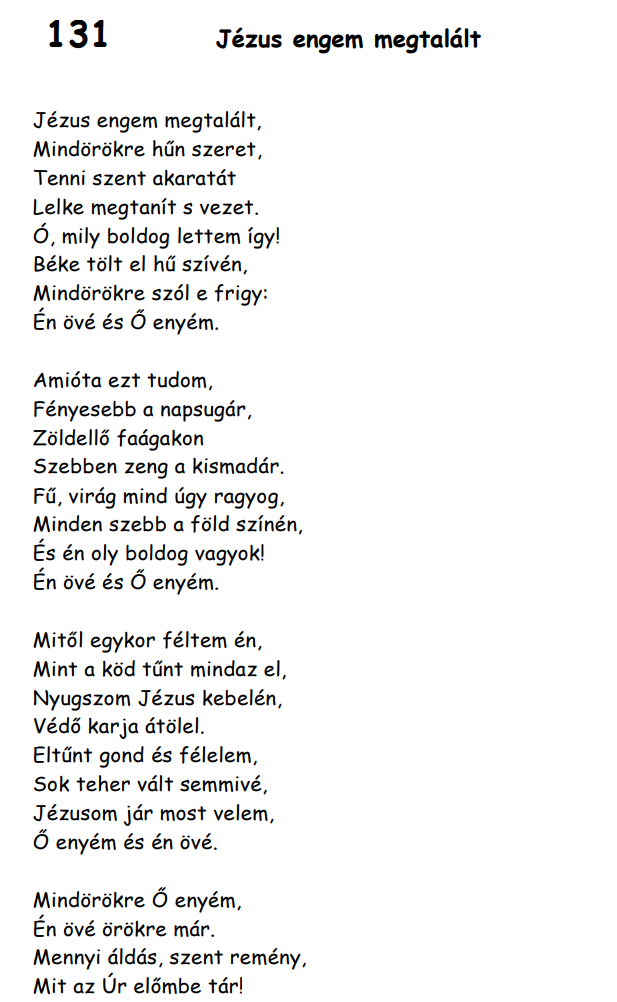 131 Jézus engem megtalált
Jézus engem megtalált,
Mindörökre hűn szeret,
Tenni szent akaratát
Lelke megtanít s vezet.
Ó, mily boldog lettem így!
Béke tölt el hű szívén,
Mindörökre szól e frigy:
Én övé és Ő enyém.
Amióta ezt tudom,
Fényesebb a napsugár,
Zöldellő faágakon
Szebben zeng a kismadár.
Fű, virág mind úgy ragyog,
Minden szebb a föld színén,
És én oly boldog vagyok!
Én övé és Ő enyém.
Mitől egykor féltem én,
Mint a köd tűnt mindaz el,
Nyugszom Jézus kebelén,
Védő karja átölel.
Eltűnt gond és félelem,
Sok teher vált semmivé,
Jézusom jár most velem,
Ő enyém és én övé.
Mindörökre Ő enyém,
Én övé örökre már.
Mennyi áldás, szent remény,
Mit az Úr előmbe tár!